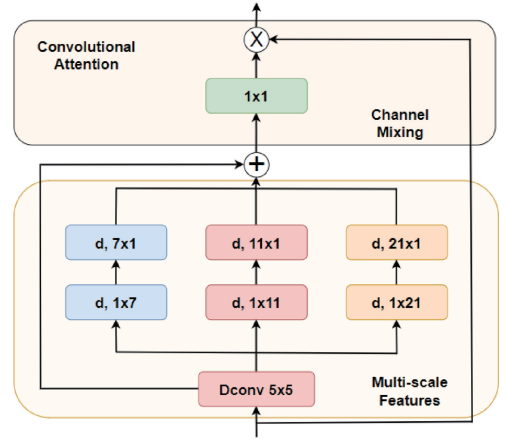 Convolutional
Attention
X
1x1
Channel
Mixing
+
d, 7x1
d, 11x1
d, 21x1
d, 1x7
d, 1x11
d, 1x21
Dconv 5x5
Multi-scale
Features